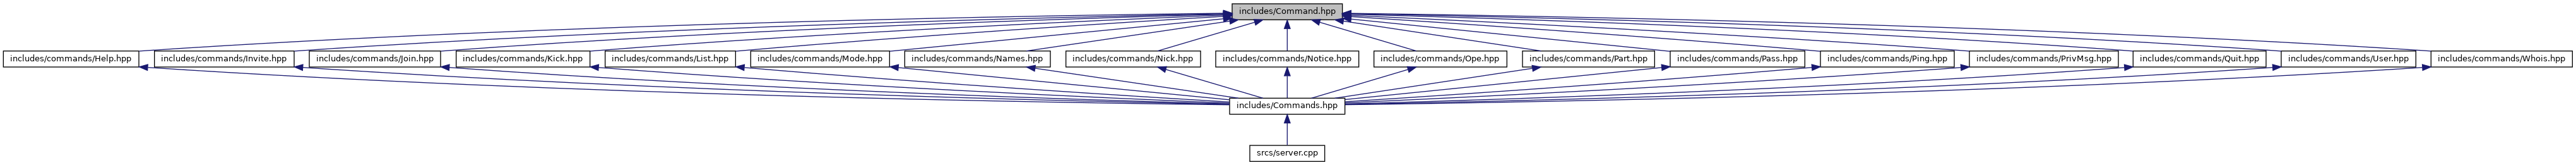 includes/Command.hpp
includes/commands/Help.hpp
includes/commands/Invite.hpp
includes/commands/Join.hpp
includes/commands/Kick.hpp
includes/commands/List.hpp
includes/commands/Mode.hpp
includes/commands/Names.hpp
includes/commands/Nick.hpp
includes/commands/Notice.hpp
includes/commands/Ope.hpp
includes/commands/Part.hpp
includes/commands/Pass.hpp
includes/commands/Ping.hpp
includes/commands/PrivMsg.hpp
includes/commands/Quit.hpp
includes/commands/User.hpp
includes/commands/Whois.hpp
includes/Commands.hpp
srcs/server.cpp